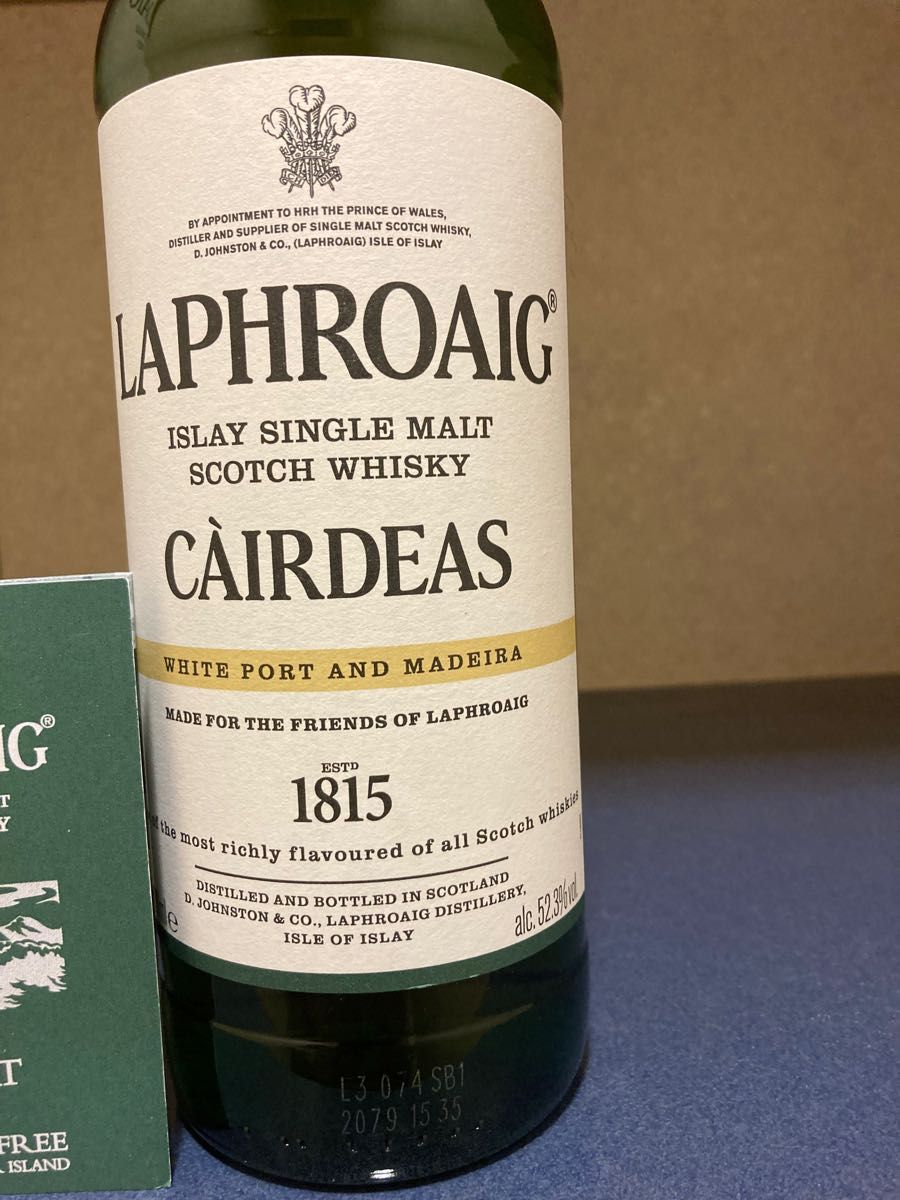 BY APPOINTMENT TO HRH THE PRINCE OF WALES,
DISTILLER AND SUPPLIER OF SINGLE MALT SCOTCH WHISKY,
D. JOHNSTON & CO., (LAPHROAIG) ISLE OF ISLAY
LAPHROAIG®
ISLAY SINGLE MALT
SCOTCH WHISKY
CÀIRDEAS
WHITE PORT AND MADEIRA
MADE FOR THE FRIENDS OF LAPHROAIG
ESTD
1815
the most richly flavoured of all Scotch whiskies
DISTILLED AND BOTTLED IN SCOTLAND
D. JOHNSTON & CO., LAPHROAIG DISTILLERY,
ISLE OF ISLAY
alc. 52.3% vol.
L3 074 SB1
2079 15 35
IG®
T
Y
T
FREE
ISLAND